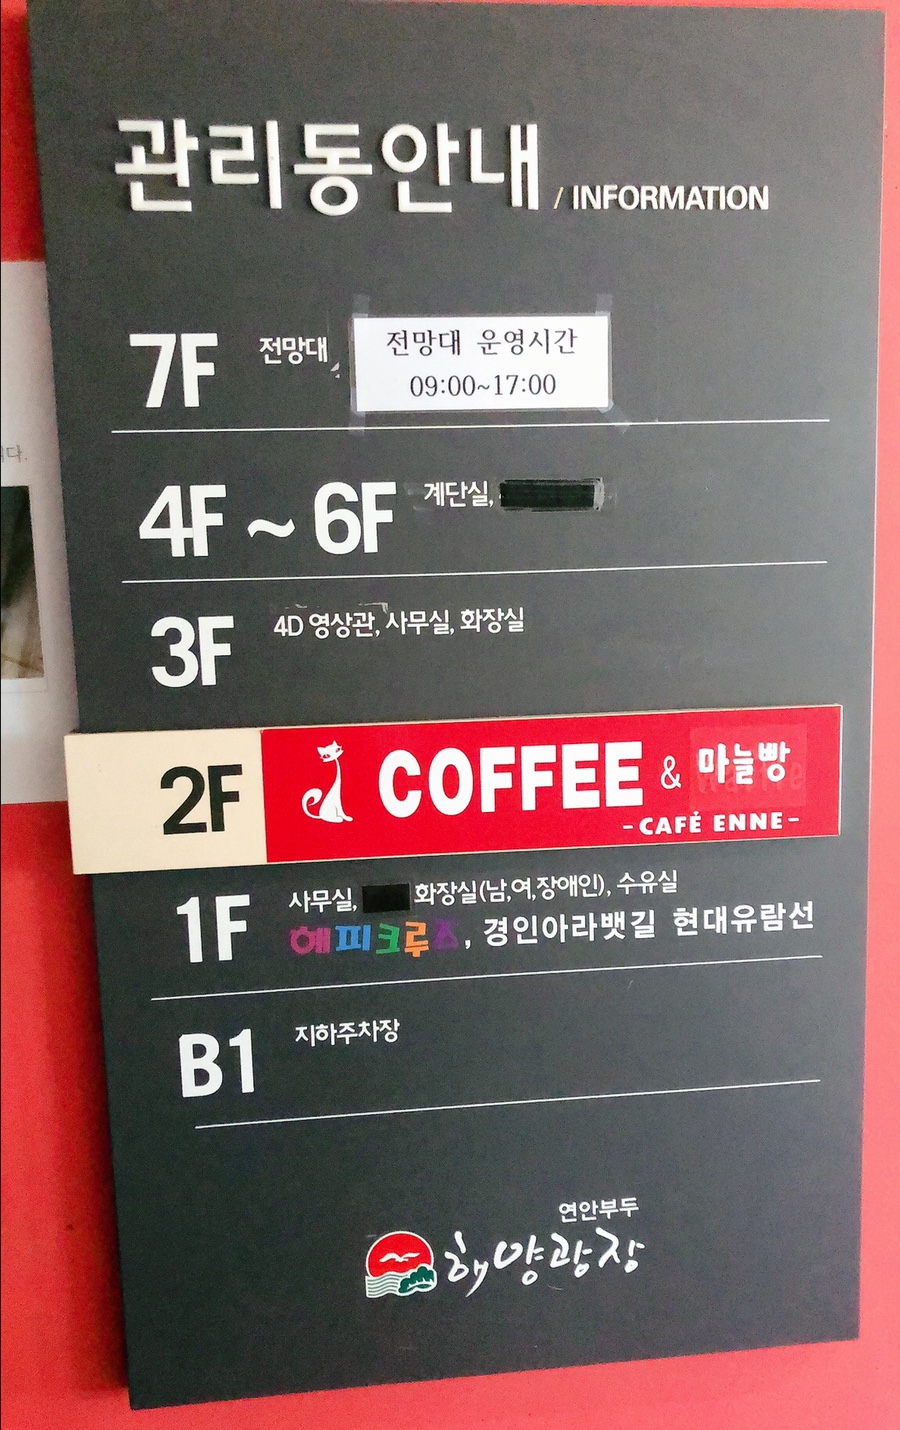 관리동안내 / INFORMATION
7F 전망대,
전망대 운영시간
09:00~17:00
4F ~ 6F 계단실,
3F 4D 영상관, 사무실, 화장실
2F COFFEE & 마늘빵
-CAFÉ ENNE-
1F 사무실, 화장실(남,여,장애인), 수유실
해피크루즈, 경인아라뱃길 현대유람선
B1 지하주차장
연안부두
해양광장